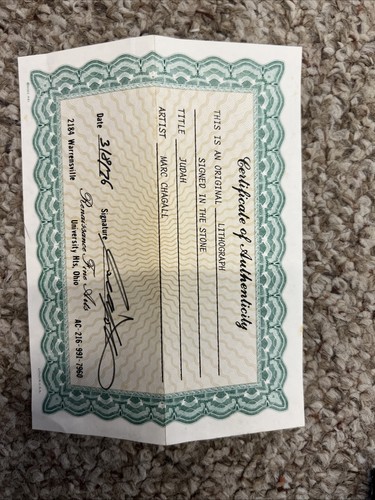 Certificate of Authenticity
THIS IS AN ORIGINAL LITHOGRAPH
SIGNED IN THE STONE
TITLE JUDAH
ARTIST MARC CHAGALL
Date 3/8/76 Signature
Renaissance Fine Arts
2184 Warrensville University Hts, Ohio AC-216-991-7960